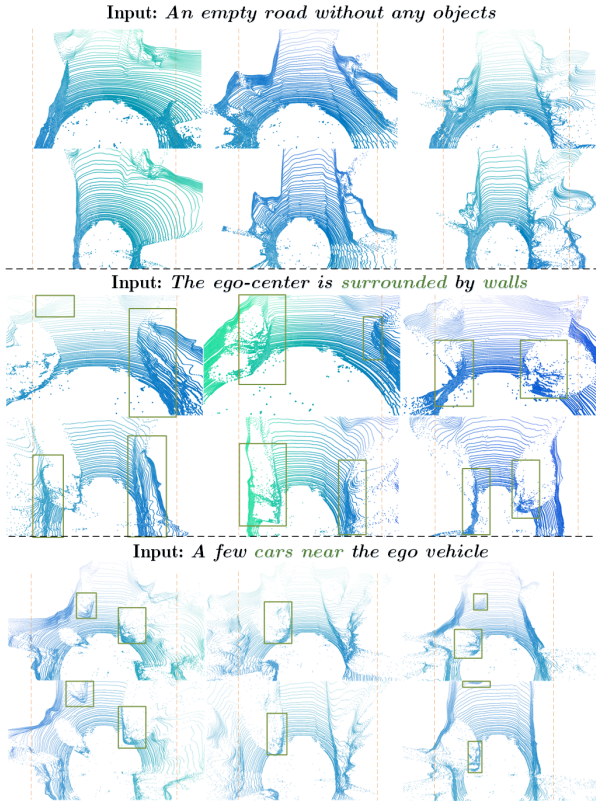 Input: An empty road without any objects
Input: The ego-center is surrounded by walls
Input: A few cars near the ego vehicle